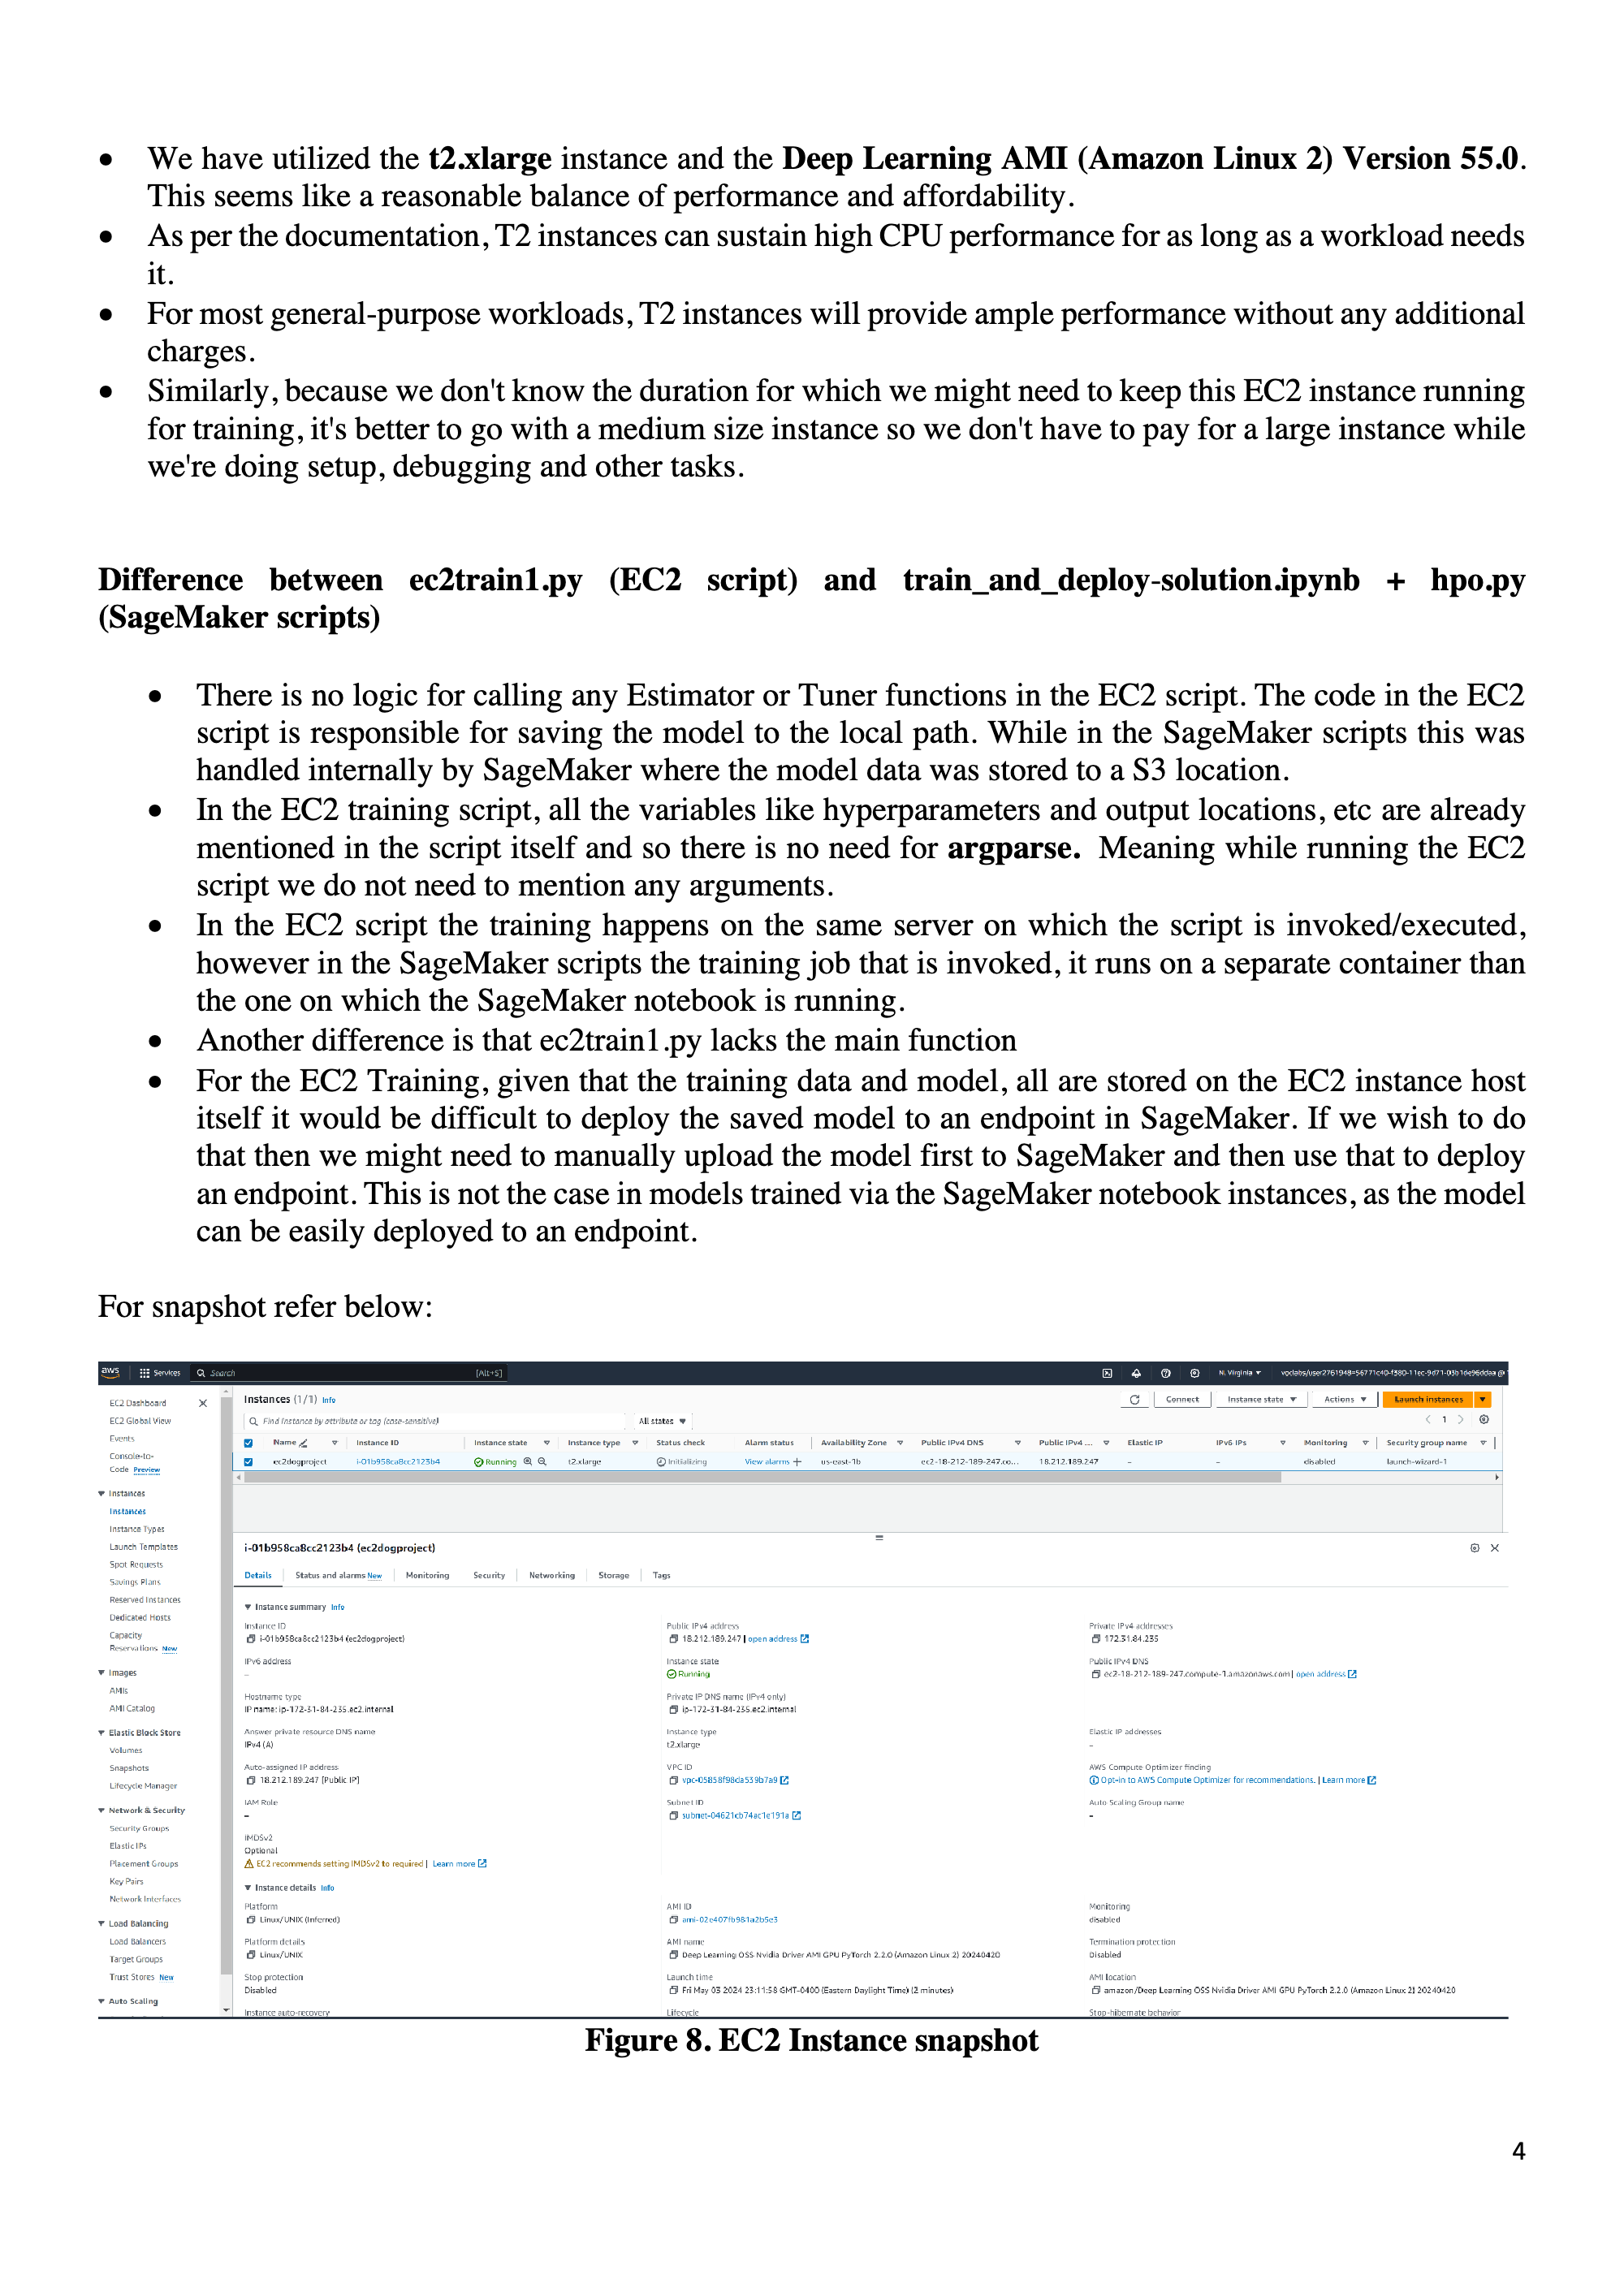 • We have utilized the t2.xlarge instance and the Deep Learning AMI (Amazon Linux 2) Version 55.0.
This seems like a reasonable balance of performance and affordability.
• As per the documentation, T2 instances can sustain high CPU performance for as long as a workload needs
it.
• For most general-purpose workloads, T2 instances will provide ample performance without any additional
charges.
• Similarly, because we don't know the duration for which we might need to keep this EC2 instance running
for training, it's better to go with a medium size instance so we don't have to pay for a large instance while
we're doing setup, debugging and other tasks.
Difference between ec2train1.py (EC2 script) and train_and_deploy-solution.ipynb + hpo.py
(SageMaker scripts)
• There is no logic for calling any Estimator or Tuner functions in the EC2 script. The code in the EC2
script is responsible for saving the model to the local path. While in the SageMaker scripts this was
handled internally by SageMaker where the model data was stored to a S3 location.
• In the EC2 training script, all the variables like hyperparameters and output locations, etc are already
mentioned in the script itself and so there is no need for argparse. Meaning while running the EC2
script we do not need to mention any arguments.
• In the EC2 script the training happens on the same server on which the script is invoked/executed,
however in the SageMaker scripts the training job that is invoked, it runs on a separate container than
the one on which the SageMaker notebook is running.
• Another difference is that ec2train1.py lacks the main function
• For the EC2 Training, given that the training data and model, all are stored on the EC2 instance host
itself it would be difficult to deploy the saved model to an endpoint in SageMaker. If we wish to do
that then we might need to manually upload the model first to SageMaker and then use that to deploy
an endpoint. This is not the case in models trained via the SageMaker notebook instances, as the model
can be easily deployed to an endpoint.
For snapshot refer below:
aws Services Search [Alt+S] N. Virginia
EC2 Dashboard
EC2 Global View
Events
Console-to-
Code Preview
Instances
Instances
Instance Types
Launch Templates
Spot Requests
Savings Plans
Reserved Instances
Dedicated Hosts
Capacity
Reservations New
Images
AMIs
AMI Catalog
Elastic Block Store
Volumes
Snapshots
Lifecycle Manager
Network & Security
Security Groups
Elastic IPs
Placement Groups
Key Pairs
Network Interfaces
Load Balancing
Load Balancers
Target Groups
Trust Stores New
Auto Scaling
Instances (1/1) Info Connect Instance state Actions Launch instances
Find Instance by attribute or tag (case-sensitive) All states 1
Name Instance ID Instance state Instance type Status check Alarm status Availability Zone Public IPv4 DNS Public IPv4 ... Elastic IP IPv6 IPs Monitoring Security group name
ec2dogproject i-01b958ca8cc2123b4 Running t2.xlarge Initializing View alarms + us-east-1b ec2-18-212-189-247.co... 18.212.189.247 – – disabled launch-wizard-1
i-01b958ca8cc2123b4 (ec2dogproject)
Details Status and alarms New Monitoring Security Networking Storage Tags
Instance summary Info
Instance ID Public IPv4 address Private IPv4 addresses
i-01b958ca8cc2123b4 (ec2dogproject) 18.212.189.247 | open address 172.31.84.235
IPv6 address Instance state Public IPv4 DNS
– Running ec2-18-212-189-247.compute-1.amazonaws.com | open address
Hostname type Private IP DNS name (IPv4 only)
IP name: ip-172-31-84-235.ec2.internal ip-172-31-84-235.ec2.internal
Answer private resource DNS name Instance type Elastic IP addresses
IPv4 (A) t2.xlarge –
Auto-assigned IP address VPC ID AWS Compute Optimizer finding
18.212.189.247 [Public IP] vpc-05858f98da539b7a9 Opt-in to AWS Compute Optimizer for recommendations. | Learn more
IAM Role Subnet ID Auto Scaling Group name
– subnet-04621cb74ac1e191a –
IMDSv2
Optional
EC2 recommends setting IMDSv2 to required | Learn more
Instance details Info
Platform AMI ID Monitoring
Linux/UNIX (Inferred) ami-02e407fb981a2b5e3 disabled
Platform details AMI name Termination protection
Linux/UNIX Deep Learning OSS Nvidia Driver AMI GPU PyTorch 2.2.0 (Amazon Linux 2) 20240420 Disabled
Stop protection Launch time AMI location
Disabled Fri May 03 2024 23:11:58 GMT-0400 (Eastern Daylight Time) (2 minutes) amazon/Deep Learning OSS Nvidia Driver AMI GPU PyTorch 2.2.0 (Amazon Linux 2) 20240420
Instance auto-recovery Lifecycle Stop-hibernate behavior
Figure 8. EC2 Instance snapshot
4